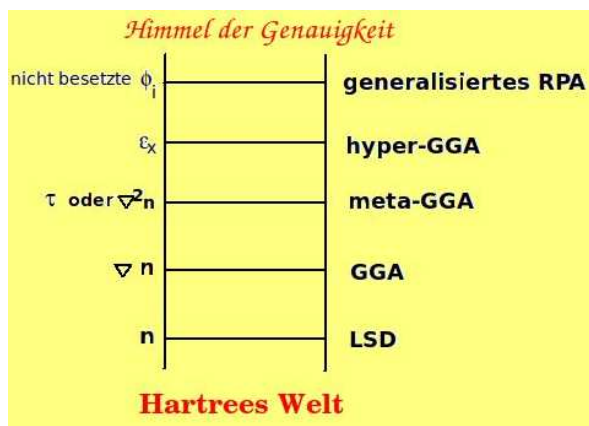 Himmel der Genauigkeit
nicht besetzte ϕi generalisiertes RPA
εx hyper-GGA
τ oder ∇²n meta-GGA
∇ n GGA
n LSD
Hartrees Welt